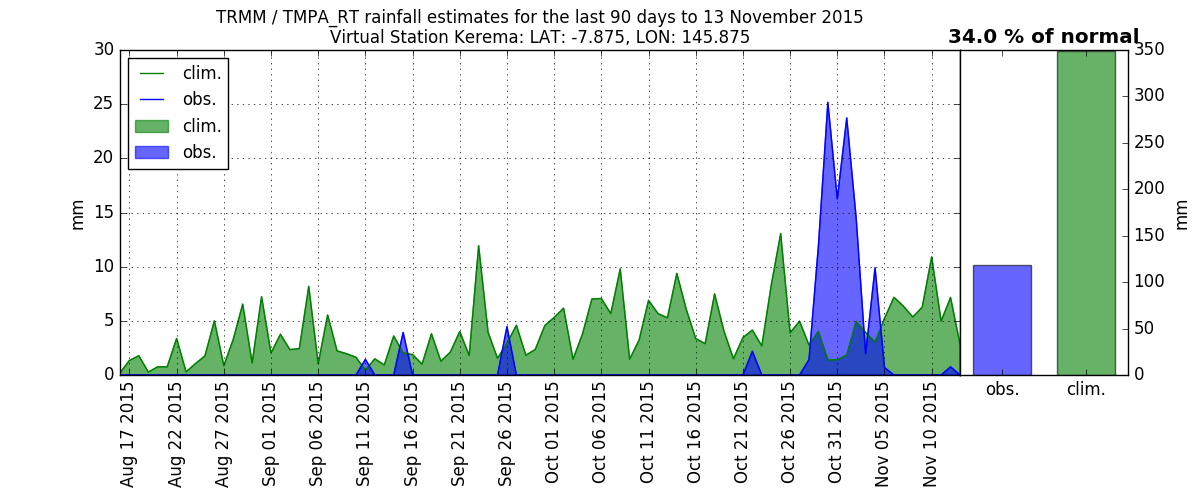 TRMM / TMPA_RT rainfall estimates for the last 90 days to 13 November 2015
Virtual Station Kerema: LAT: -7.875, LON: 145.875
34.0 % of normal
30
25
20
15
10
5
0
mm
clim.
obs.
clim.
obs.
Aug 17 2015
Aug 22 2015
Aug 27 2015
Sep 01 2015
Sep 06 2015
Sep 11 2015
Sep 16 2015
Sep 21 2015
Sep 26 2015
Oct 01 2015
Oct 06 2015
Oct 11 2015
Oct 16 2015
Oct 21 2015
Oct 26 2015
Oct 31 2015
Nov 05 2015
Nov 10 2015
obs.
clim.
350
300
250
200
150
100
50
0
mm